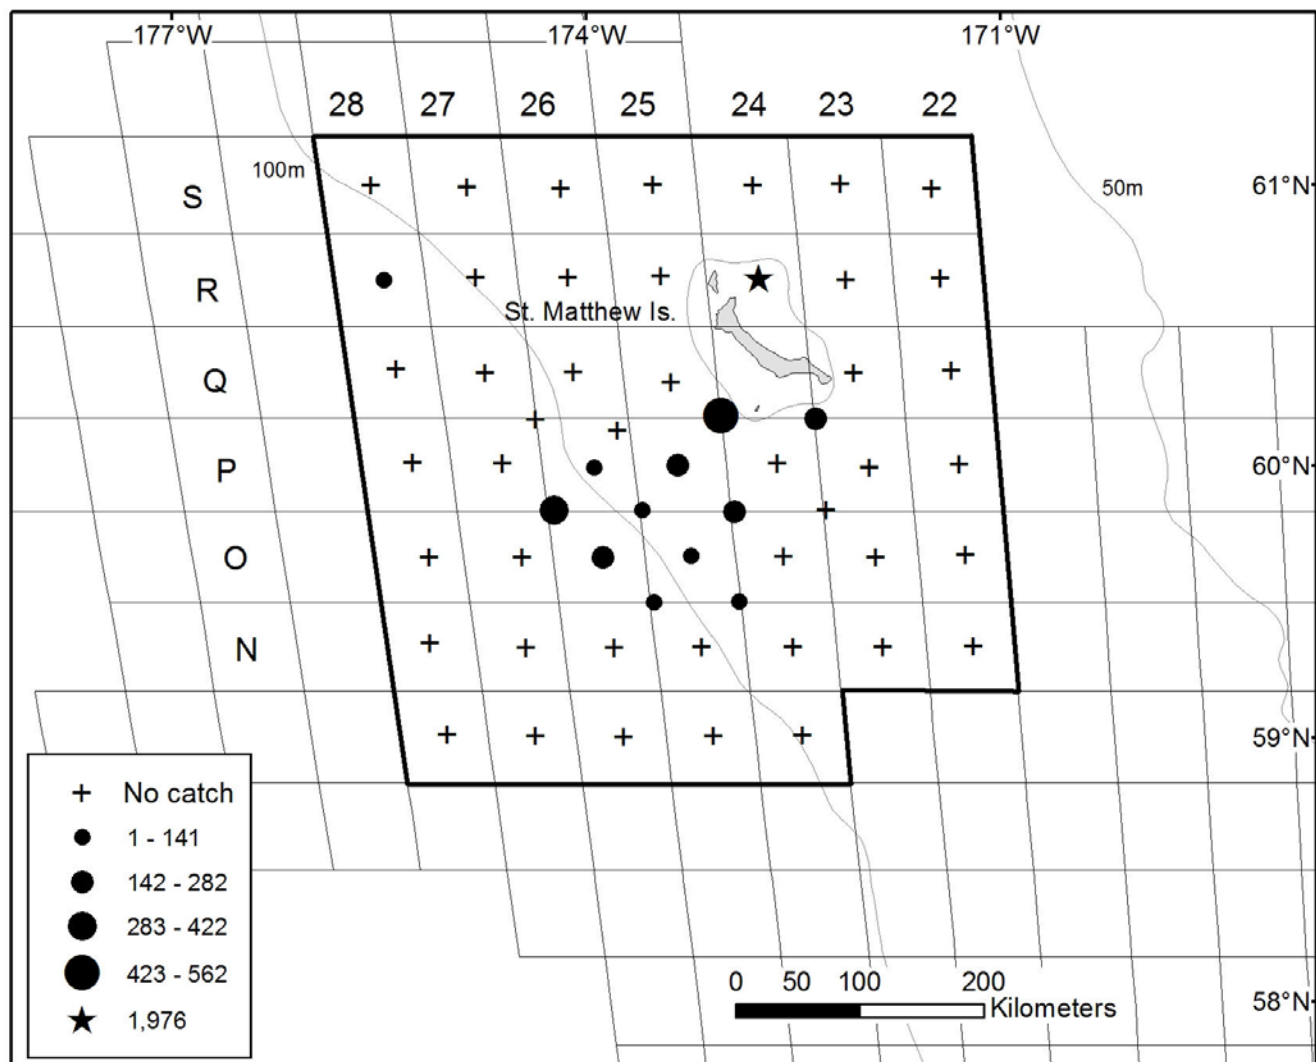 177°W 174°W 171°W
28 27 26 25 24 23 22
100m
50m
S
61°N
R
St. Matthew Is.
Q
P
60°N
O
N
59°N
No catch
1 - 141
142 - 282
283 - 422
423 - 562
1,976
0 50 100 200
Kilometers
58°N